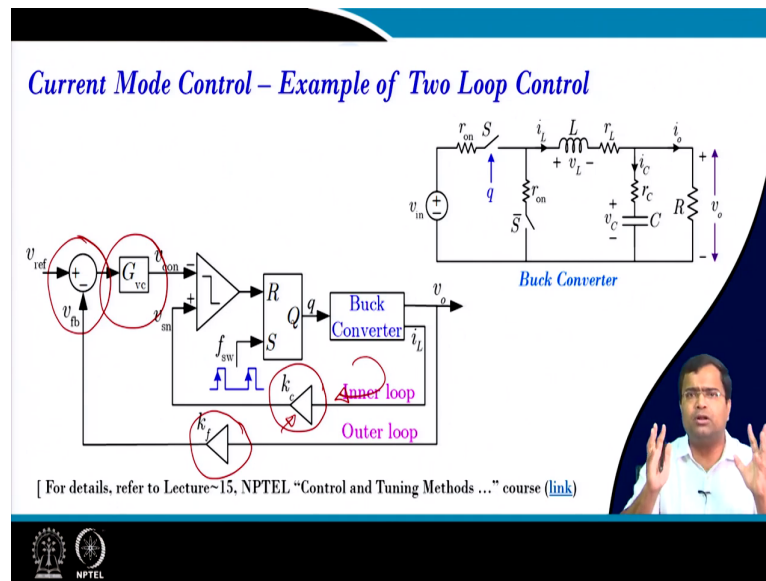 Current Mode Control – Example of Two Loop Control
r_on S i_L L r_L i_o
+ v_L − i_C +
q r_on r_C
v_in + − S̅ + v_C − C R v_o
−
Buck Converter
v_ref + − G_vc v_con −
v_fb v_sn +
R Q S
q
Buck Converter
v_o
i_L
f_sw
k_c
Inner loop
k_f
Outer loop
[ For details, refer to Lecture~15, NPTEL “Control and Tuning Methods ...” course (link)
NPTEL